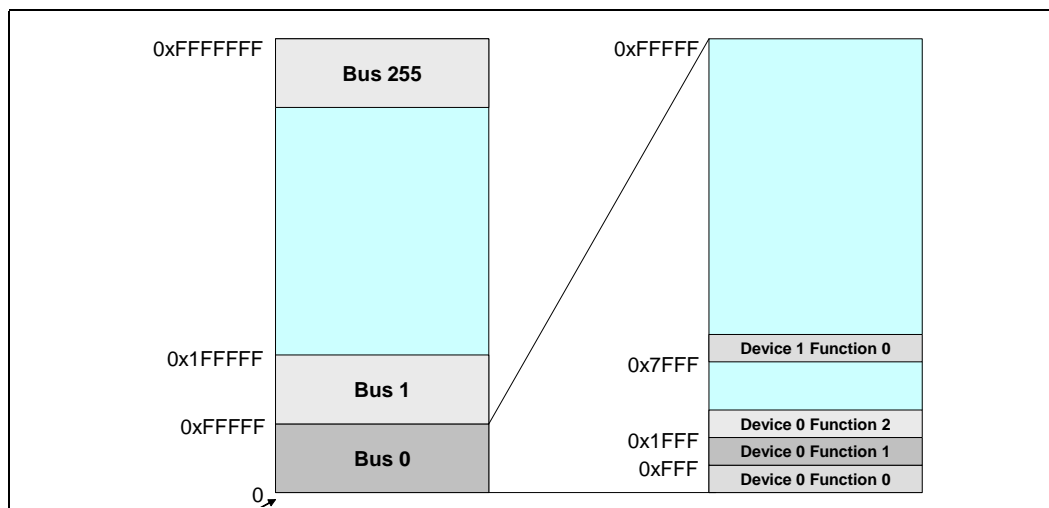 0xFFFFFFF
Bus 255
0x1FFFFF
Bus 1
0xFFFFF
Bus 0
0
0xFFFFF
Device 1 Function 0
0x7FFF
Device 0 Function 2
0x1FFF
Device 0 Function 1
0xFFF
Device 0 Function 0